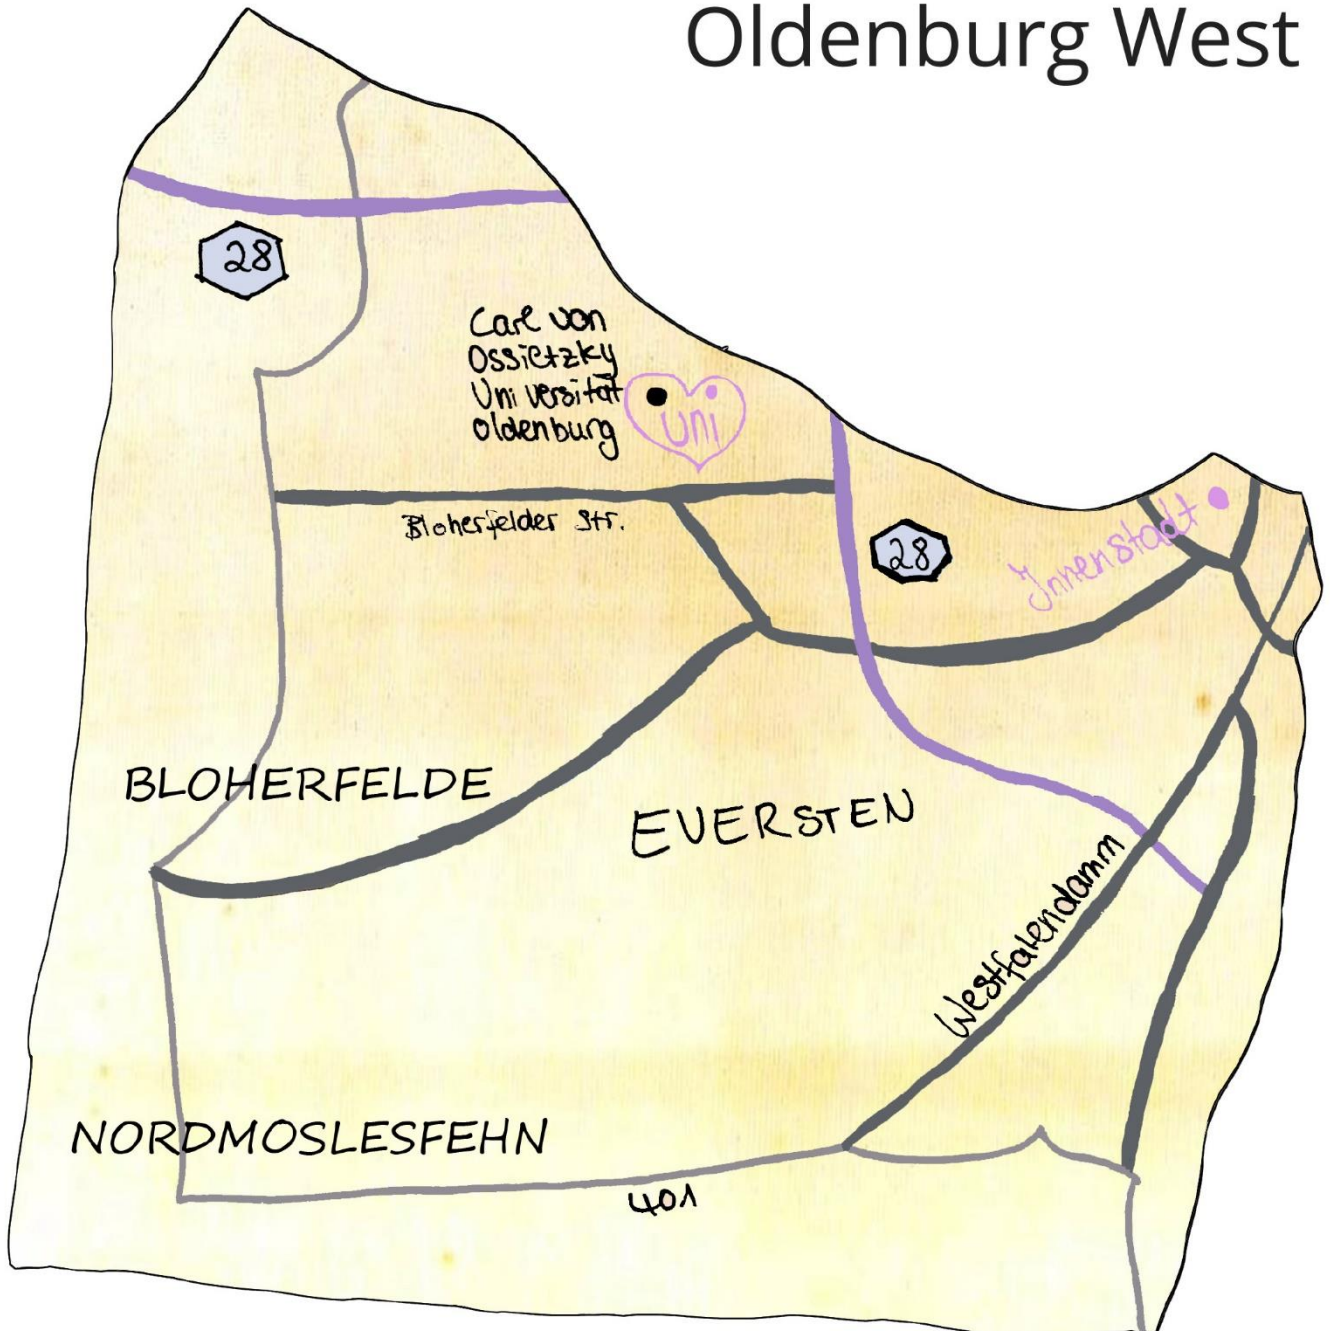 Oldenburg West
28
Carl von
Ossietzky
Universität
Oldenburg
Uni
Bloherfelder Str.
28
Innenstadt
BLOHERFELDE
EVERSTEN
Westfalendamm
NORDMOSLESFEHN
401